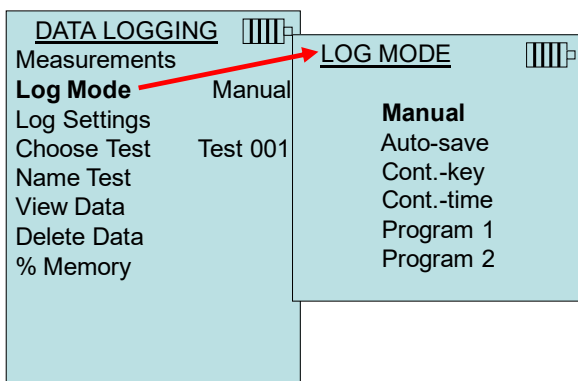 DATA LOGGING
Measurements
Log Mode Manual
Log Settings
Choose Test Test 001
Name Test
View Data
Delete Data
% Memory
LOG MODE
Manual
Auto-save
Cont.-key
Cont.-time
Program 1
Program 2